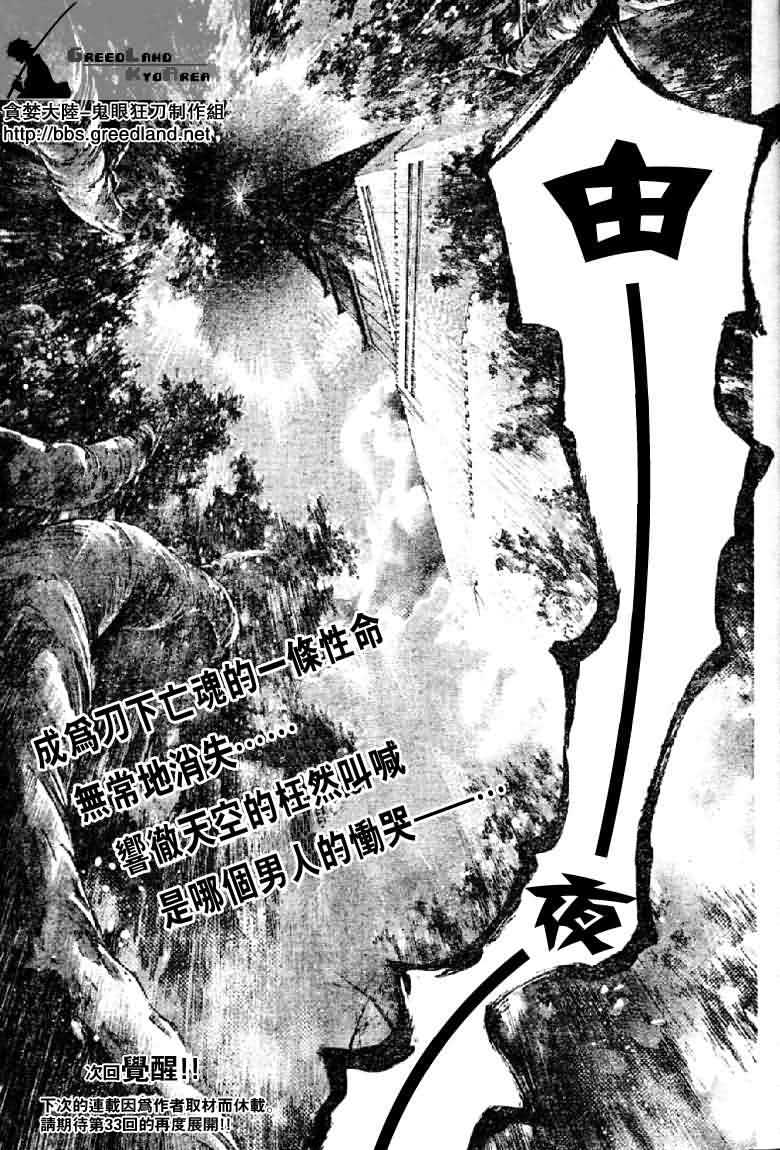 GREEDLAND
KYOAREA
貪婪大陸-鬼眼狂刀制作組
http://bbs.greedland.net
由——夜——
成爲刃下亡魂的一條性命
無常地消失……
響徹天空的枉然叫喊
是哪個男人的慟哭——…
次回覺醒!!
下次的連載因爲作者取材而休載。
請期待第33回的再度展開!!